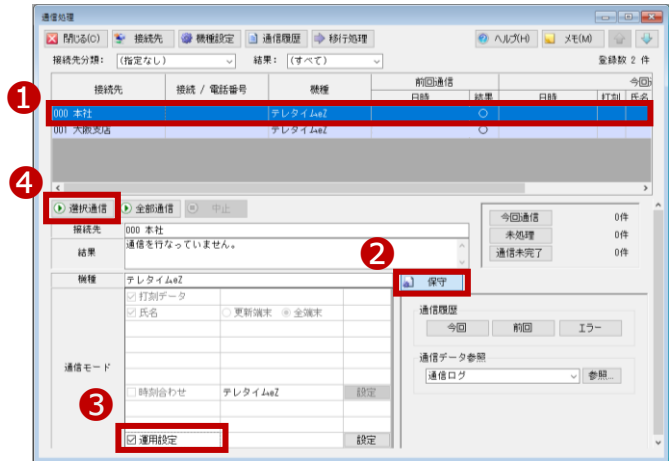 通信処理
閉じる(C) 接続先 機種設定 通信履歴 移行処理 ヘルプ(H) メモ(M)
接続先分類: (指定なし) 結果: (すべて) 登録数 2 件
前回通信 今回
接続先 接続 / 電話番号 機種 日時 結果 日時 打刻 氏名
1
000 本社 テレタイムeZ ○
001 大阪支店 テレタイムeZ ○
4
選択通信 全部通信 中止
接続先 000 本社
結果 通信を行なっていません。
今回通信 0件
未処理 0件
通信未完了 0件
2
機種 テレタイムeZ
保守
通信モード
打刻データ
氏名 更新端末 全端末
時刻合わせ テレタイムeZ 設定
3
運用設定 設定
通信履歴
今回 前回 エラー
通信データ参照
通信ログ 参照...